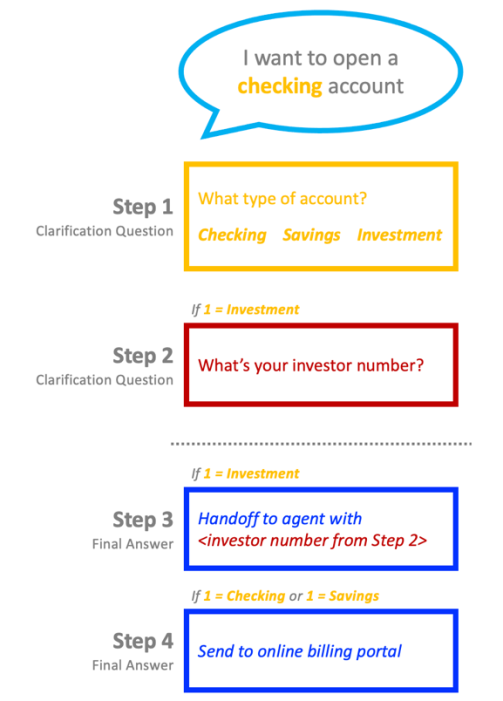 I want to open a
checking account
Step 1
Clarification Question
What type of account?
Checking Savings Investment
If 1 = Investment
Step 2
Clarification Question
What's your investor number?
If 1 = Investment
Step 3
Final Answer
Handoff to agent with
<investor number from Step 2>
If 1 = Checking or 1 = Savings
Step 4
Final Answer
Send to online billing portal